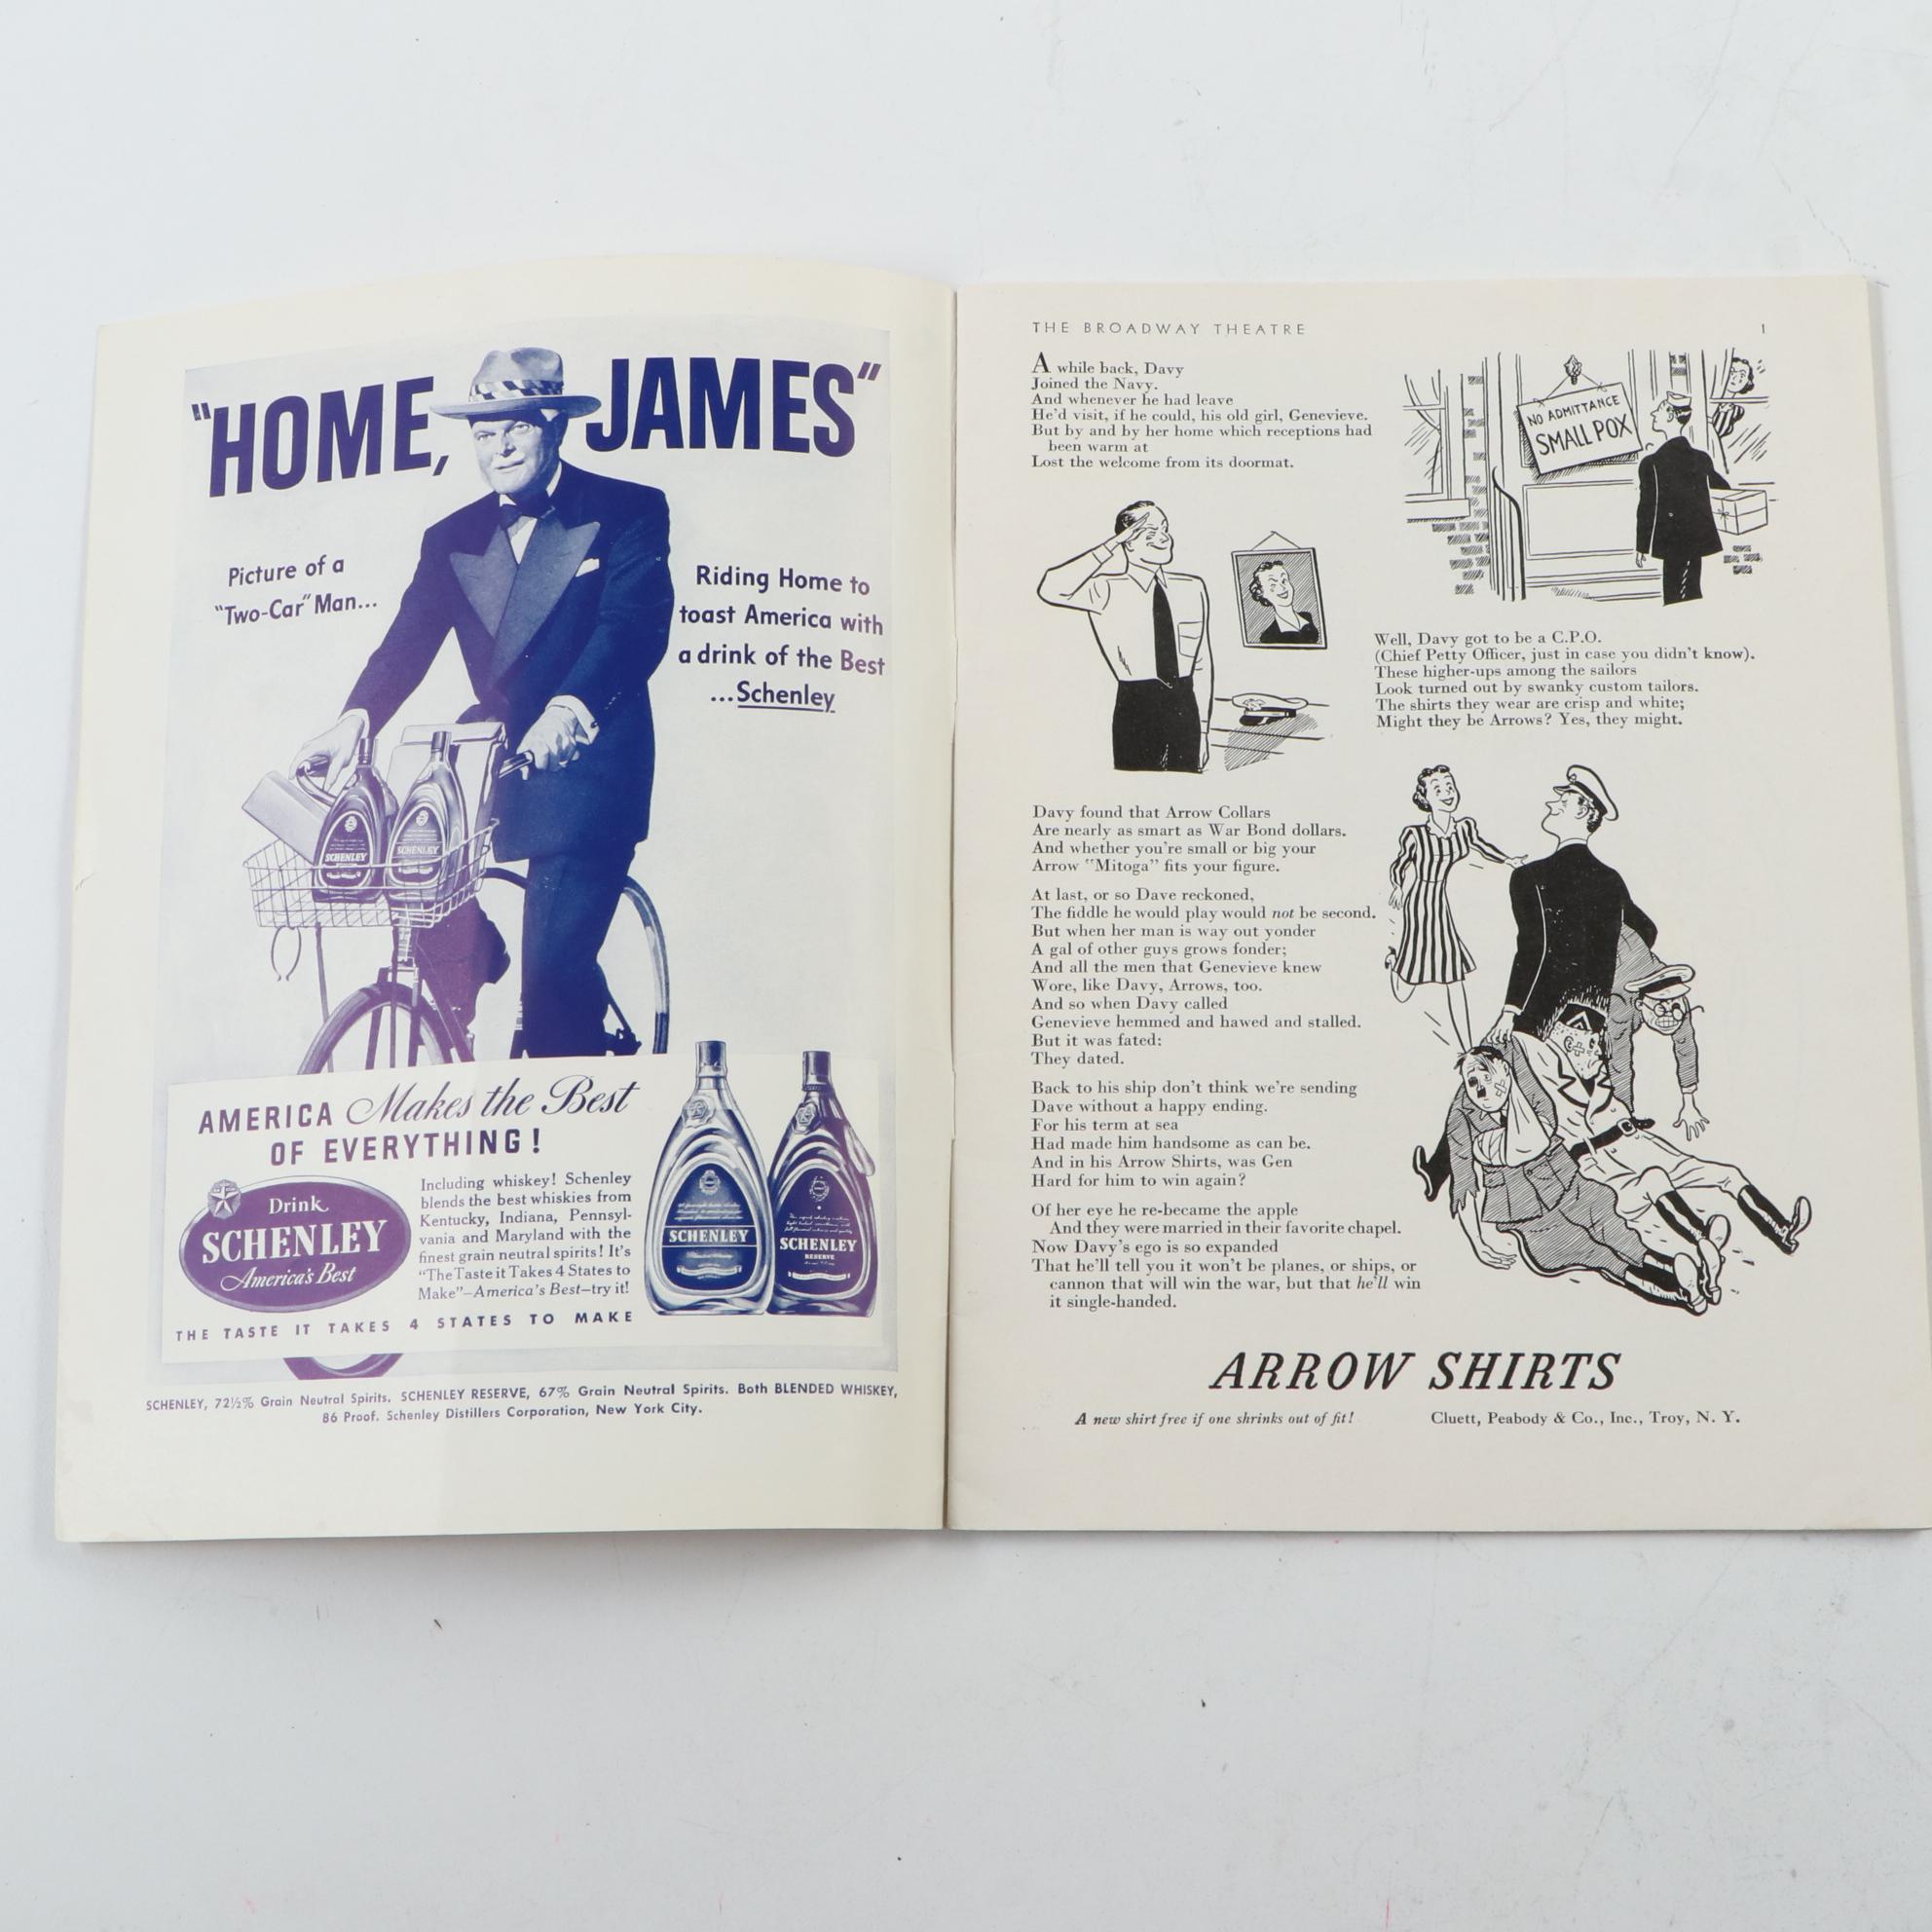 "HOME, JAMES"
Picture of a
"Two-Car" Man...
Riding Home to
toast America with
a drink of the Best
...Schenley
SCHENLEY
SCHENLEY
AMERICA Makes the Best
OF EVERYTHING!
Drink
SCHENLEY
America's Best
Including whiskey! Schenley
blends the best whiskies from
Kentucky, Indiana, Pennsyl-
vania and Maryland with the
finest grain neutral spirits! It's
"The Taste it Takes 4 States to
Make"—America's Best—try it!
THE TASTE IT TAKES 4 STATES TO MAKE
SCHENLEY
SCHENLEY
RESERVE
SCHENLEY, 72½% Grain Neutral Spirits. SCHENLEY RESERVE, 67% Grain Neutral Spirits. Both BLENDED WHISKEY,
86 Proof. Schenley Distillers Corporation, New York City.
THE BROADWAY THEATRE 1
A while back, Davy
Joined the Navy.
And whenever he had leave
He'd visit, if he could, his old girl, Genevieve.
But by and by her home which receptions had
been warm at
Lost the welcome from its doormat.
NO ADMITTANCE
SMALL POX
Well, Davy got to be a C.P.O.
(Chief Petty Officer, just in case you didn't know).
These higher-ups among the sailors
Look turned out by swanky custom tailors.
The shirts they wear are crisp and white;
Might they be Arrows? Yes, they might.
Davy found that Arrow Collars
Are nearly as smart as War Bond dollars.
And whether you're small or big your
Arrow "Mitoga" fits your figure.
At last, or so Dave reckoned,
The fiddle he would play would not be second.
But when her man is way out yonder
A gal of other guys grows fonder;
And all the men that Genevieve knew
Wore, like Davy, Arrows, too.
And so when Davy called
Genevieve hemmed and hawed and stalled.
But it was fated:
They dated.
Back to his ship don't think we're sending
Dave without a happy ending.
For his term at sea
Had made him handsome as can be.
And in his Arrow Shirts, was Gen
Hard for him to win again?
Of her eye he re-became the apple
And they were married in their favorite chapel.
Now Davy's ego is so expanded
That he'll tell you it won't be planes, or ships, or
cannon that will win the war, but that he'll win
it single-handed.
ARROW SHIRTS
A new shirt free if one shrinks out of fit!
Cluett, Peabody & Co., Inc., Troy, N. Y.